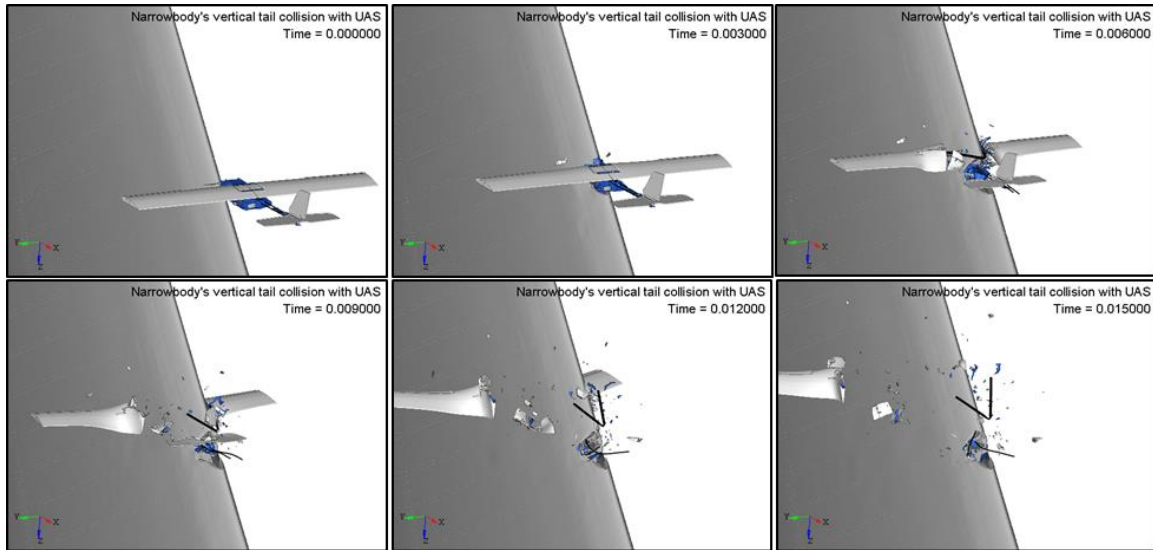 Narrowbody's vertical tail collision with UAS
Time = 0.000000
Y
X
Z
Narrowbody's vertical tail collision with UAS
Time = 0.003000
Y
X
Z
Narrowbody's vertical tail collision with UAS
Time = 0.006000
Y
X
Z
Narrowbody's vertical tail collision with UAS
Time = 0.009000
Y
X
Z
Narrowbody's vertical tail collision with UAS
Time = 0.012000
Y
X
Z
Narrowbody's vertical tail collision with UAS
Time = 0.015000
Y
X
Z